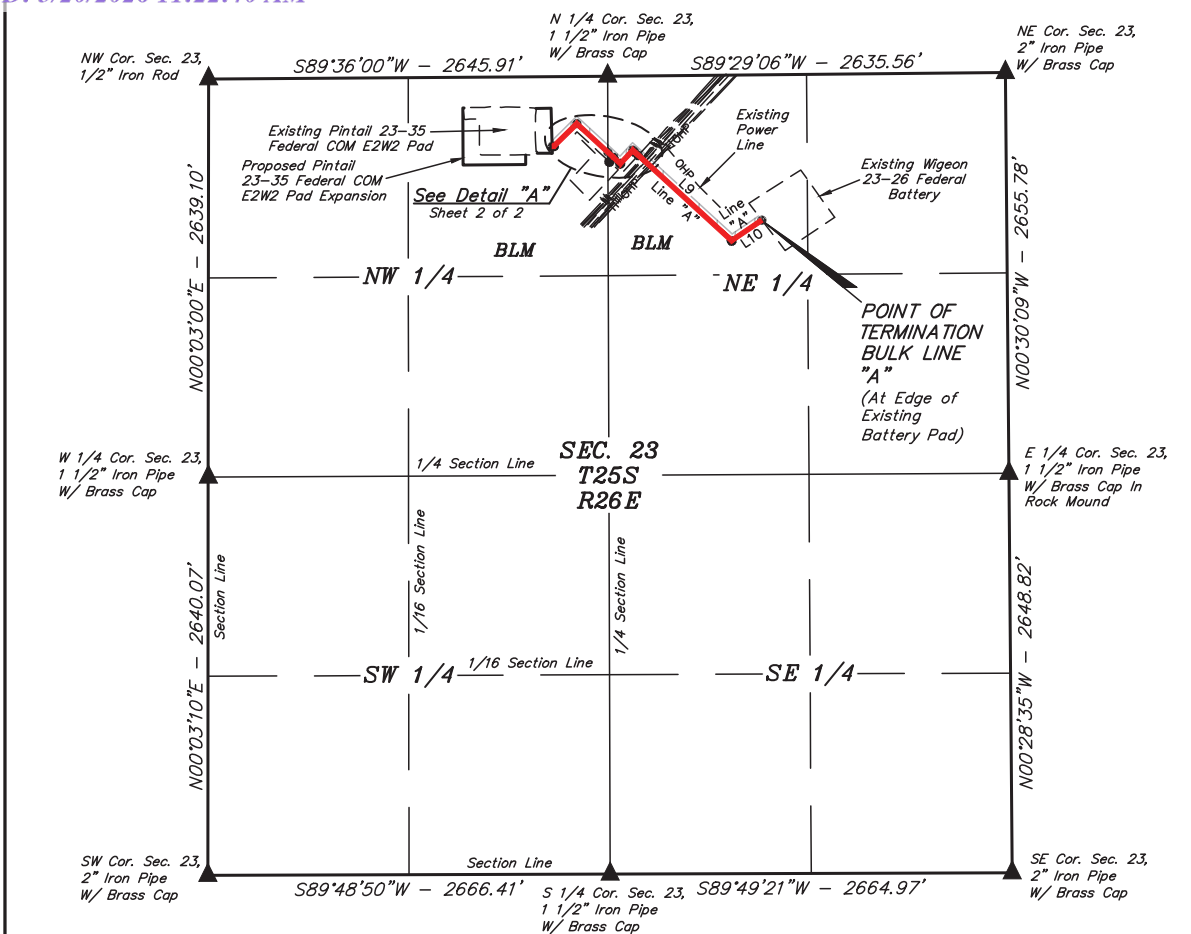 N 1/4 Cor. Sec. 23,
1 1/2" Iron Pipe
W/ Brass Cap
NE Cor. Sec. 23,
2" Iron Pipe
W/ Brass Cap
NW Cor. Sec. 23,
1/2" Iron Rod
S89°36'00"W - 2645.91'
S89°29'06"W - 2635.56'
Existing Pintail 23-35
Federal COM E2W2 Pad
Proposed Pintail
23-35 Federal COM
E2W2 Pad Expansion
See Detail "A"
Sheet 2 of 2
Existing
Power
Line
Existing Wigeon
23-26 Federal
Battery
OHP
OHP
L9
Line "A"
Line
"A"
L10
BLM
BLM
NW 1/4
NE 1/4
N00°03'00"E - 2639.10'
N00°30'09"W - 2655.78'
POINT OF
TERMINATION
BULK LINE
"A"
(At Edge of
Existing
Battery Pad)
W 1/4 Cor. Sec. 23,
1 1/2" Iron Pipe
W/ Brass Cap
1/4 Section Line
SEC. 23
T25S
R26E
E 1/4 Cor. Sec. 23,
1 1/2" Iron Pipe
W/ Brass Cap In
Rock Mound
N00°03'10"E - 2640.07'
Section Line
1/16 Section Line
1/4 Section Line
N00°28'35"W - 2648.82'
SW 1/4
1/16 Section Line
SE 1/4
SW Cor. Sec. 23,
2" Iron Pipe
W/ Brass Cap
Section Line
S89°48'50"W - 2666.41'
S 1/4 Cor. Sec. 23,
1 1/2" Iron Pipe
W/ Brass Cap
S89°49'21"W - 2664.97'
SE Cor. Sec. 23,
2" Iron Pipe
W/ Brass Cap